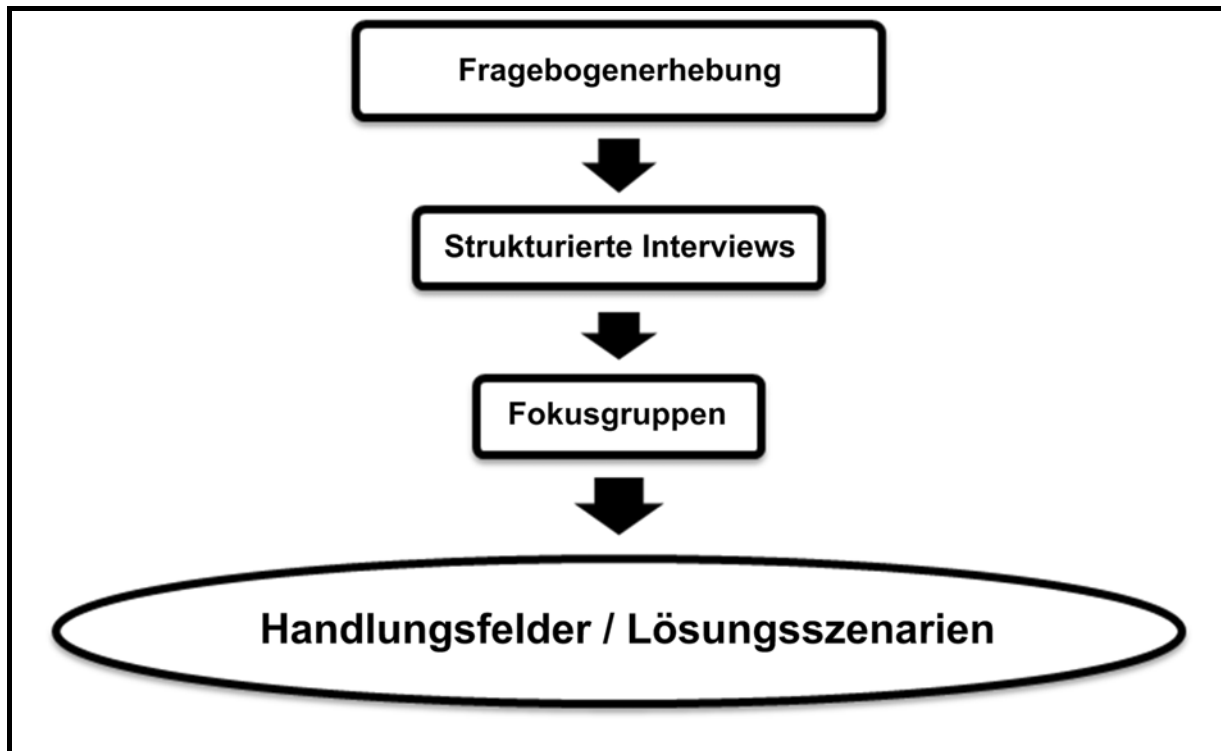 Fragebogenerhebung
Strukturierte Interviews
Fokusgruppen
Handlungsfelder / Lösungsszenarien